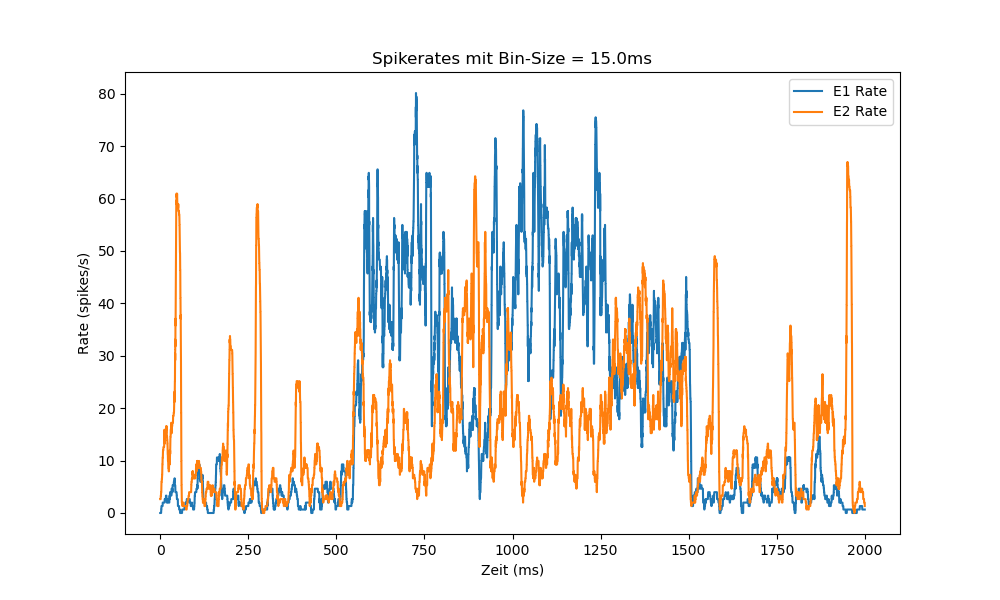 Spikerates mit Bin-Size = 15.0ms
E1 Rate
E2 Rate
80
70
60
50
40
30
20
10
0
Rate (spikes/s)
0 250 500 750 1000 1250 1500 1750 2000
Zeit (ms)